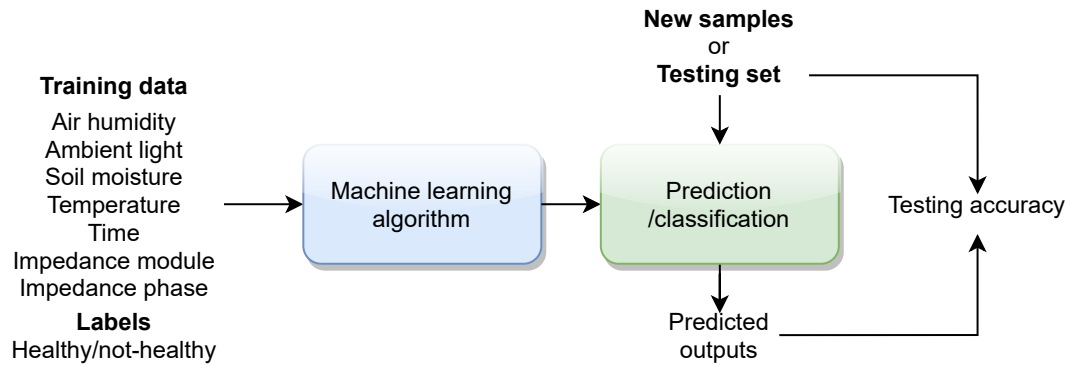 Training data
Air humidity
Ambient light
Soil moisture
Temperature
Time
Impedance module
Impedance phase
Labels
Healthy/not-healthy
Machine learning
algorithm
New samples
or
Testing set
Prediction
/classification
Predicted
outputs
Testing accuracy